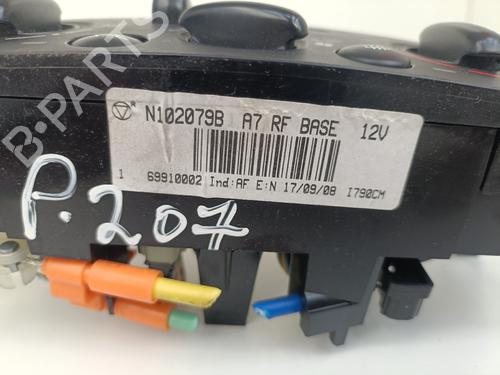 B-PARTS
N102079B A7 RF BASE 12V
1 69910002 Ind:AF E:N 17/09/08 I790CM
P.207